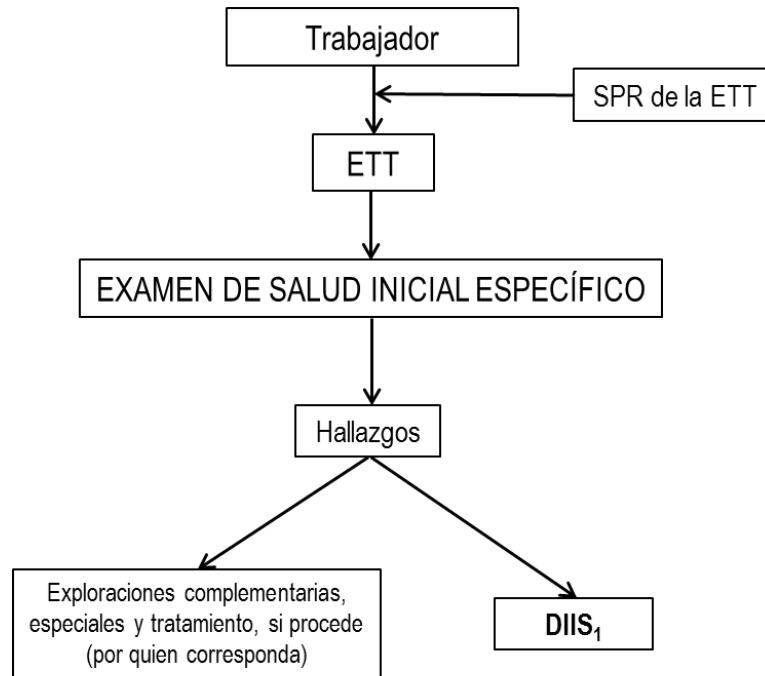 Trabajador
SPR de la ETT
ETT
EXAMEN DE SALUD INICIAL ESPECÍFICO
Hallazgos
Exploraciones complementarias,
especiales y tratamiento, si procede
(por quien corresponda)
DIIS₁